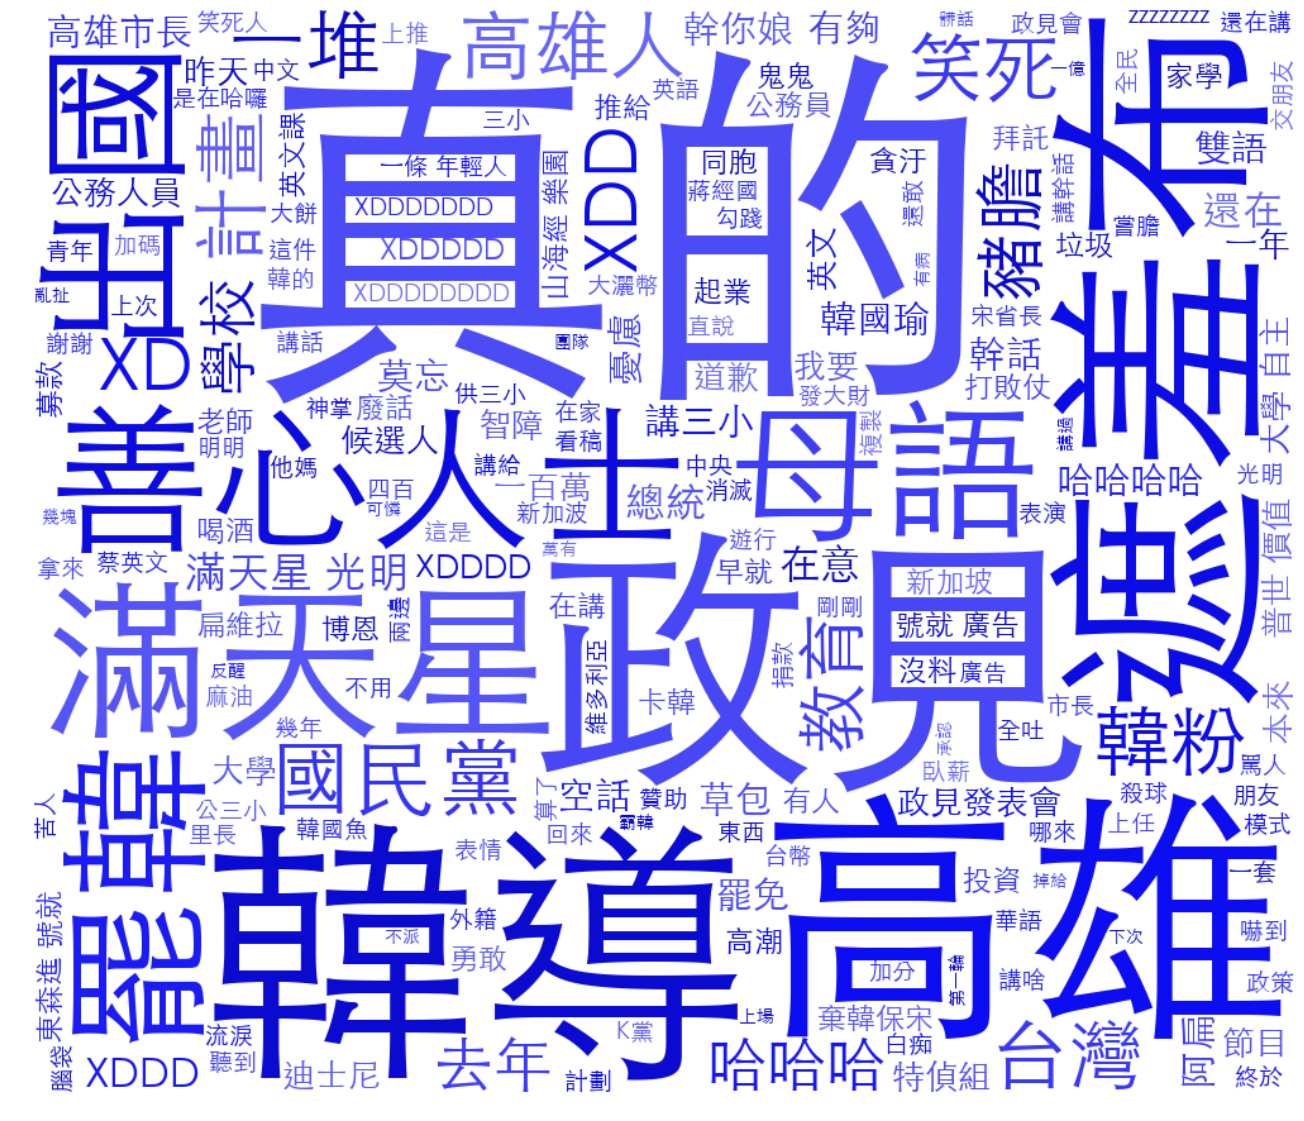 高雄市長
笑死人
一堆
上推
高雄人
幹你娘
有夠
髒話
政見會
zzzzzzzz
還在講
國
昨天
中文
是在哈囉
真的
英語
鬼鬼
公務員
推給
笑死
一億
全民
家學
交朋友
布
計畫
英文課
三小
XDD
同胞
貪汙
拜託
雙語
公務人員
一條
年輕人
XDDDDDDD
XDDDDD
XDDDDDDDD
山海經
樂園
蔣經國
勾踐
還敢
豬膽
講幹話
還在
大餅
這件
韓的
青年
加碼
亂扯
上次
出
英文
有病
垃圾
嘗膽
一年
大灑幣
起業
直說
韓國瑜
宋省長
羞
謝謝
XD
學校
講話
團隊
憂慮
道歉
我要
幹話
打敗仗
自主
募款
莫忘
供三小
發大財
大學
善心人士
老師
明明
神掌
廢話
智障
在家
看稿
講三小
母語
複製
講過
他媽
候選人
講給
一百萬
總統
中央
消滅
哈哈哈哈
光明
幾塊
喝酒
四百
可憐
這是
新加波
表演
遮
價值
普世
拿來
蔡英文
滿天星
光明
XDDDD
萬有
遊行
早就
在意
新加坡
滿天星
扁維拉
博恩
兩邊
在講
政見
剛剛
號就
廣告
反醒
麻油
不用
維多利亞
卡韓
捐款
教育
沒料
廣告
市長
韓粉
本來
幾年
全吐
承認
臥薪
罵人
罷韓
大學
國民黨
算了
空話
贊助
草包
有人
政見發表會
殺球
朋友
苦人
公三小
里長
韓國魚
表情
回來
霸韓
東西
台幣
哪來
上任
模式
韓導
高雄
罷免
投資
掉給
一套
號就
東森進
外籍
不派
勇敢
高潮
加分
第一輪
華語
講啥
下次
嚇到
政策
流淚
聽到
K黨
上場
棄韓保宋
白痴
台灣
阿扁
節目
腦袋
XDDD
迪士尼
去年
計劃
哈哈哈
特偵組
終於